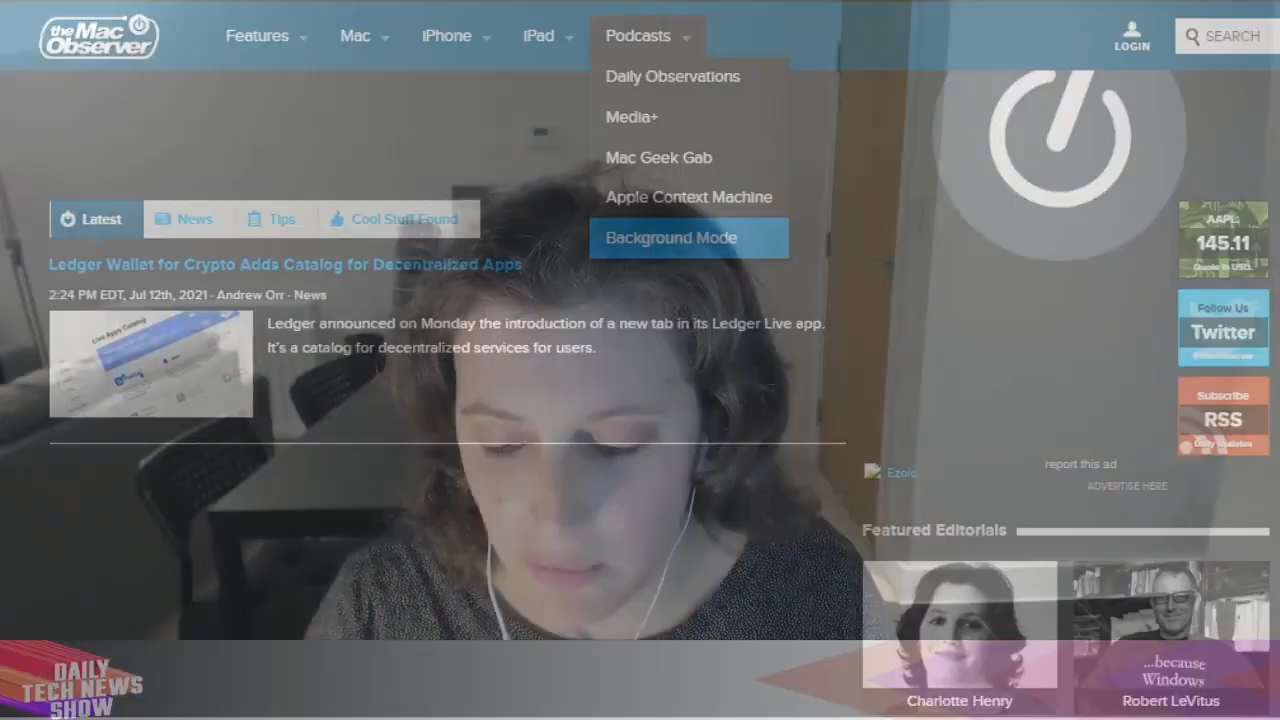 the Mac Observer
Features
Mac
iPhone
iPad
Podcasts
LOGIN
SEARCH
Daily Observations
Media+
Mac Geek Gab
Apple Context Machine
Background Mode
Latest
News
Tips
Cool Stuff Found
Ledger Wallet for Crypto Adds Catalog for Decentralized Apps
2:24 PM EDT, Jul 12th, 2021 · Andrew Orr · News
Ledger announced on Monday the introduction of a new tab in its Ledger Live app.
It's a catalog for decentralized services for users.
Live Apps Catalog
AAPL:
145.11
Quote in USD.
Follow Us
Twitter
Subscribe
RSS
Daily Updates
Ezoic
report this ad
ADVERTISE HERE
Featured Editorials
...because
Windows
Charlotte Henry
Robert LeVitus
DAILY
TECH NEWS
SHOW